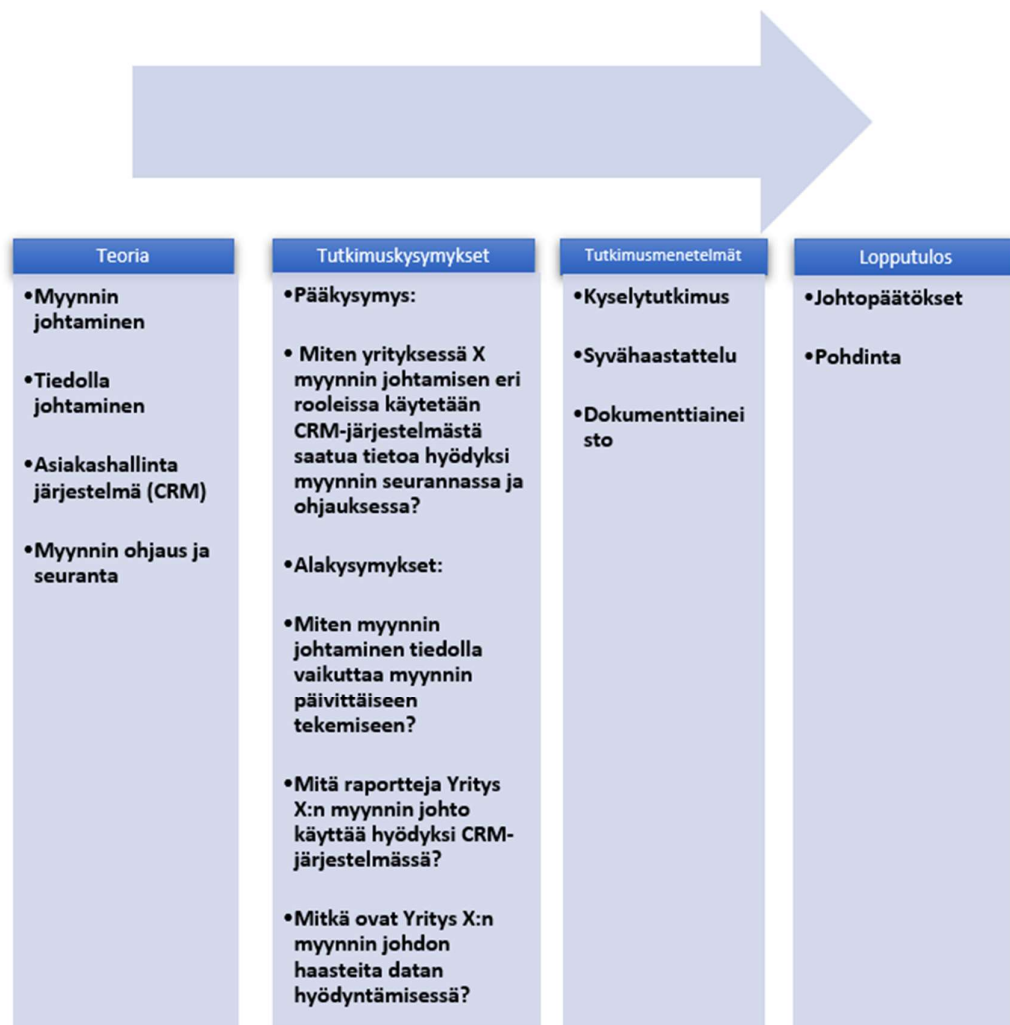 Teoria
•Myynnin
johtaminen
•Tiedolla
johtaminen
•Asiakashallinta
järjestelmä (CRM)
•Myynnin ohjaus ja
seuranta
Tutkimuskysymykset
•Pääkysymys:
• Miten yrityksessä X
myynnin johtamisen eri
rooleissa käytetään
CRM-järjestelmästä
saatua tietoa hyödyksi
myynnin seurannassa ja
ohjauksessa?
•Alakysymykset:
•Miten myynnin
johtaminen tiedolla
vaikuttaa myynnin
päivittäiseen
tekemiseen?
•Mitä raportteja Yritys
X:n myynnin johto
käyttää hyödyksi CRM-
järjestelmässä?
•Mitkä ovat Yritys X:n
myynnin johdon
haasteita datan
hyödyntämisessä?
Tutkimusmenetelmät
•Kyselytutkimus
•Syvähaastattelu
•Dokumenttiainei
sto
Lopputulos
•Johtopäätökset
•Pohdinta